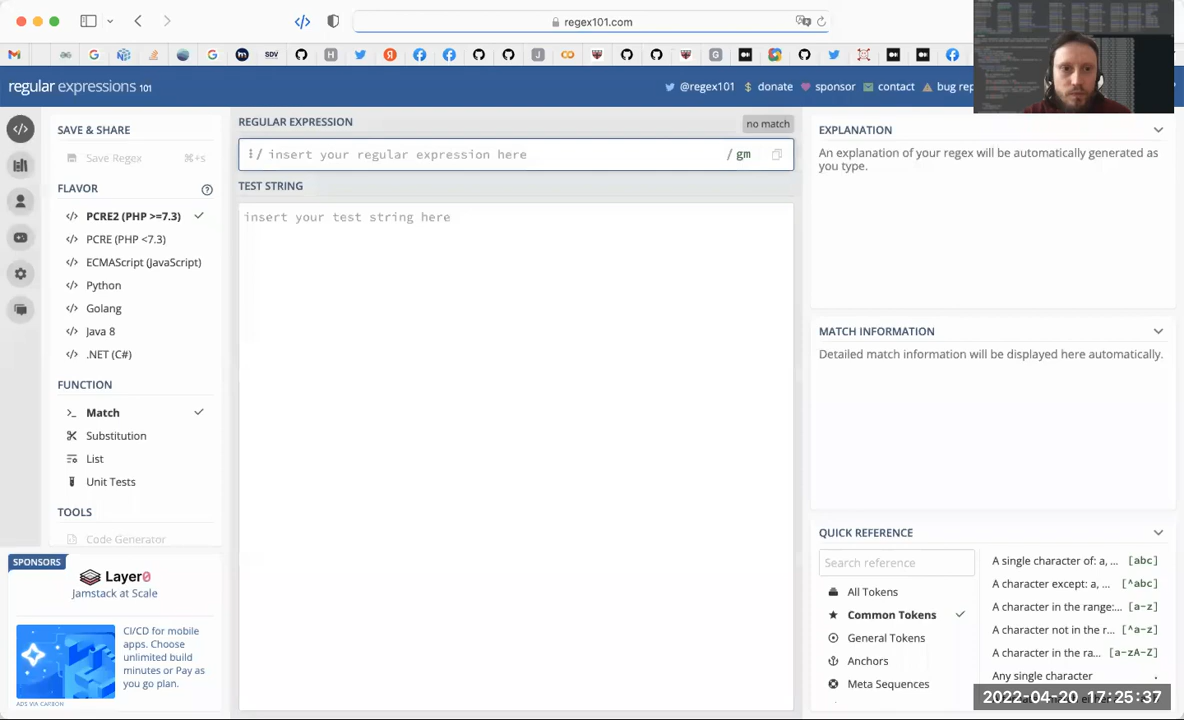 regex101.com
SDV
H
J
CO
G
regular expressions 101
@regex101
$ donate
sponsor
contact
bug rep
SAVE & SHARE
Save Regex ⌘+s
FLAVOR
</> PCRE2 (PHP >=7.3)
</> PCRE (PHP <7.3)
</> ECMAScript (JavaScript)
</> Python
</> Golang
</> Java 8
</> .NET (C#)
FUNCTION
>_ Match
Substitution
List
Unit Tests
TOOLS
Code Generator
SPONSORS
Layer0
Jamstack at Scale
CI/CD for mobile
apps. Choose
unlimited build
minutes or Pay as
you go plan.
ADS VIA CARBON
REGULAR EXPRESSION
no match
/ insert your regular expression here / gm
TEST STRING
insert your test string here
EXPLANATION
An explanation of your regex will be automatically generated as
you type.
MATCH INFORMATION
Detailed match information will be displayed here automatically.
QUICK REFERENCE
Search reference
All Tokens
Common Tokens
General Tokens
Anchors
Meta Sequences
A single character of: a, ... [abc]
A character except: a, ... [^abc]
A character in the range:... [a-z]
A character not in the r... [^a-z]
A character in the ra... [a-zA-Z]
Any single character .
2022-04-20 17:25:37